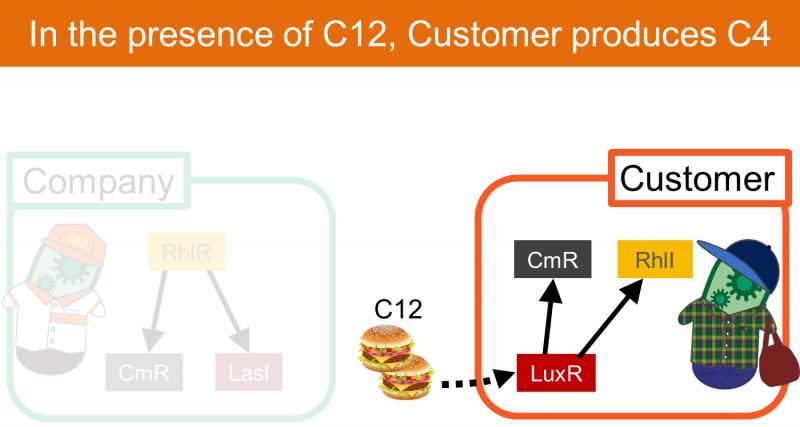 In the presence of C12, Customer produces C4
Company
Customer
RhlR
CmR
RhlI
C12
CmR
LasI
LuxR